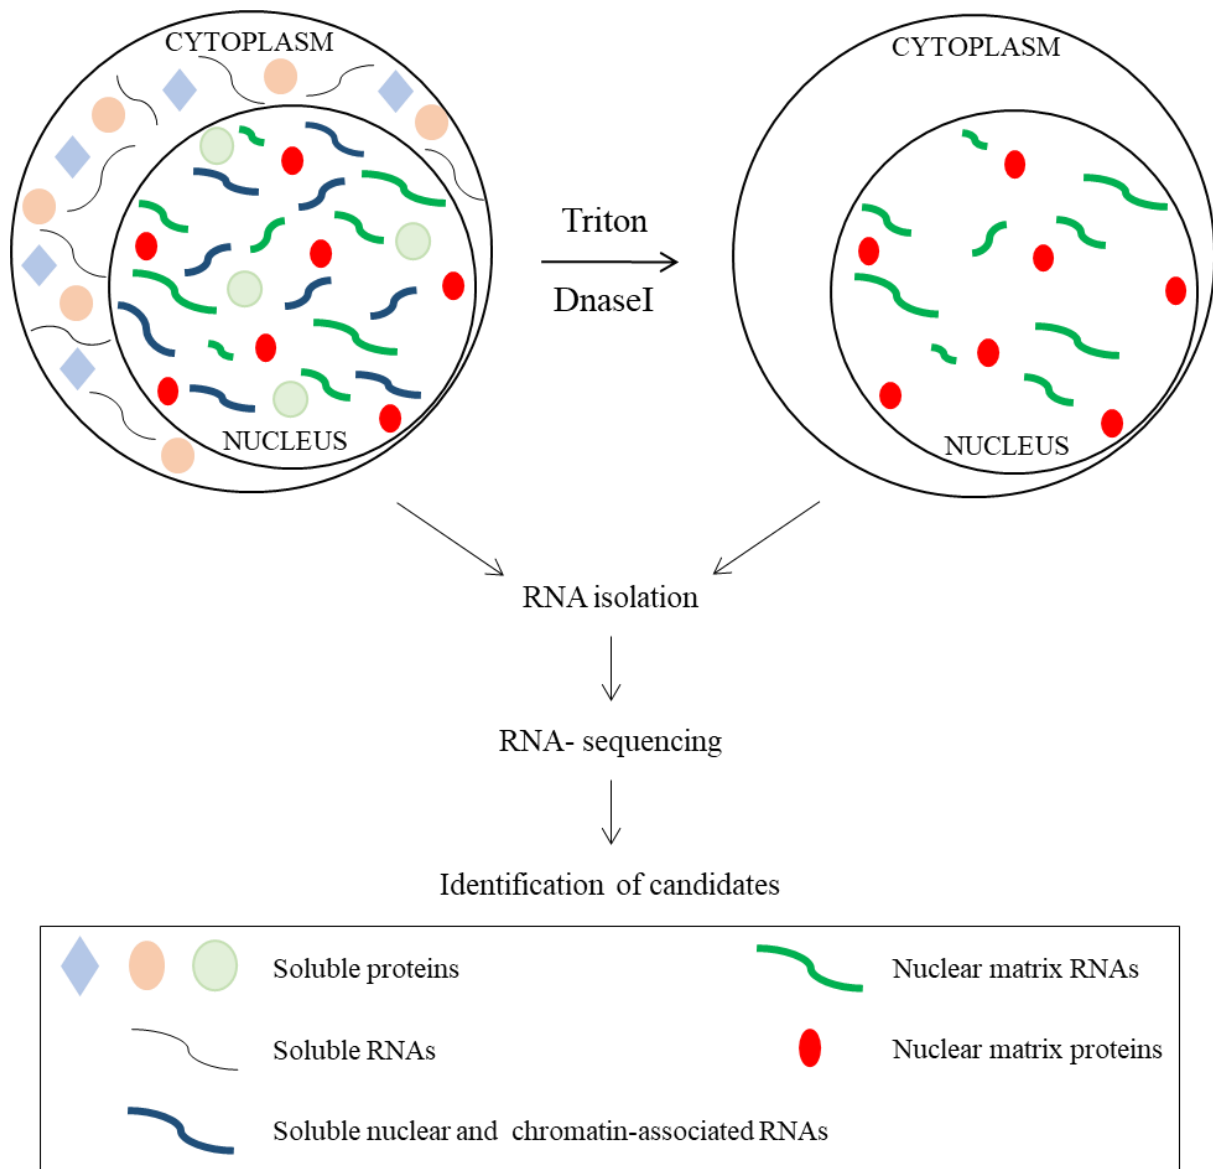 CYTOPLASM
CYTOPLASM
Triton
DnaseI
NUCLEUS
NUCLEUS
RNA isolation
RNA- sequencing
Identification of candidates
Soluble proteins
Nuclear matrix RNAs
Soluble RNAs
Nuclear matrix proteins
Soluble nuclear and chromatin-associated RNAs